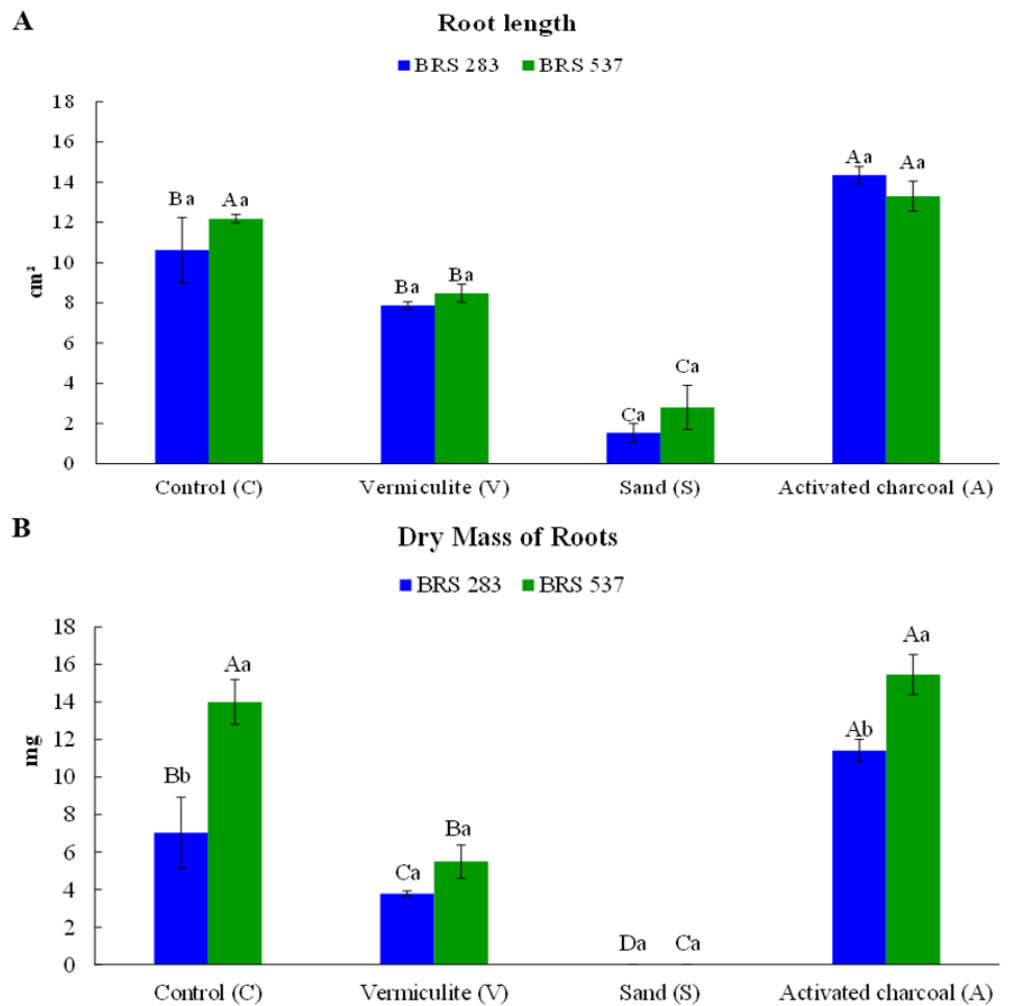 A
Root length
BRS 283 BRS 537
18
16
14
12
10
8
6
4
2
0
cm²
Ba Aa
Ba Ba
Ca Ca
Aa Aa
Control (C) Vermiculite (V) Sand (S) Activated charcoal (A)
B
Dry Mass of Roots
BRS 283 BRS 537
18
16
14
12
10
8
6
4
2
0
mg
Bb Aa
Ca Ba
Da Ca
Ab Aa
Control (C) Vermiculite (V) Sand (S) Activated charcoal (A)